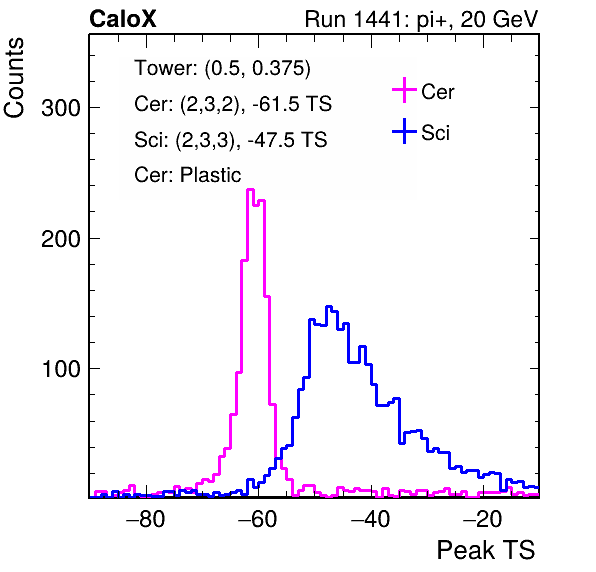 CaloX Run 1441: pi+, 20 GeV
Counts
Tower: (0.5, 0.375)
Cer: (2,3,2), -61.5 TS
Sci: (2,3,3), -47.5 TS
Cer: Plastic
Cer
Sci
300
200
100
−80 −60 −40 −20
Peak TS